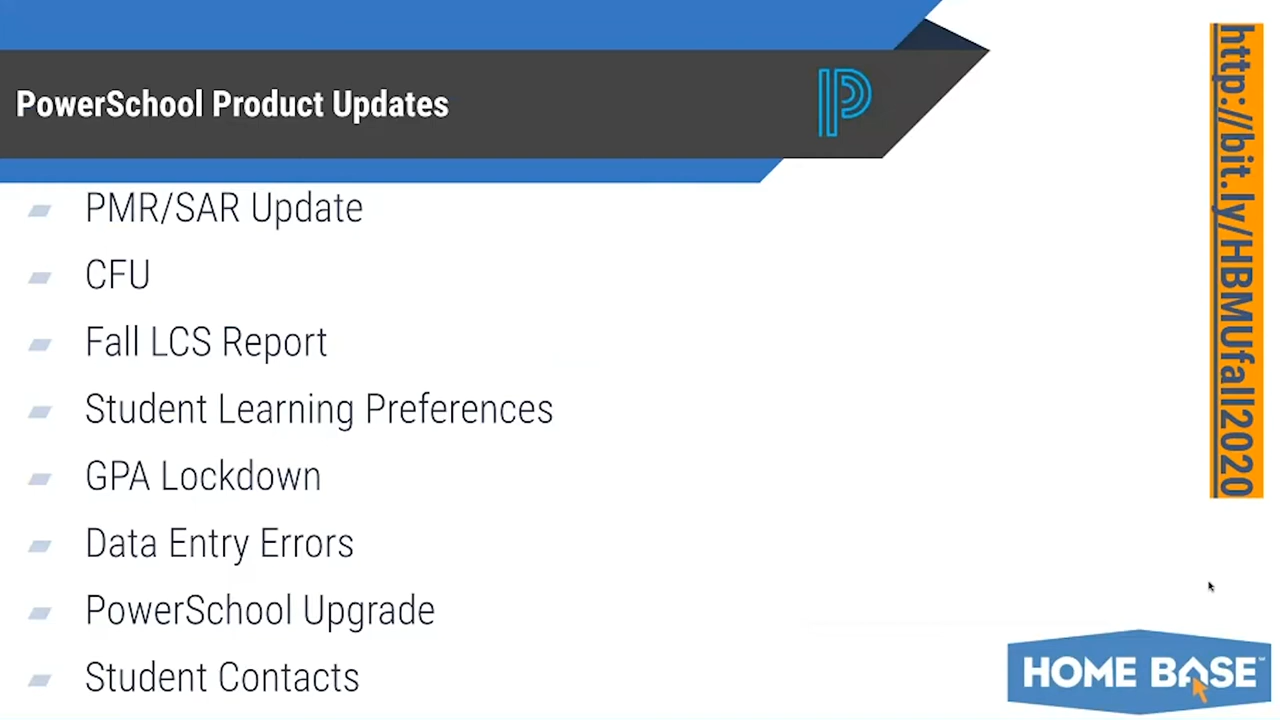 PowerSchool Product Updates
PMR/SAR Update
CFU
Fall LCS Report
Student Learning Preferences
GPA Lockdown
Data Entry Errors
PowerSchool Upgrade
Student Contacts
http://bit.ly/HBMUfall2020
HOME BASE